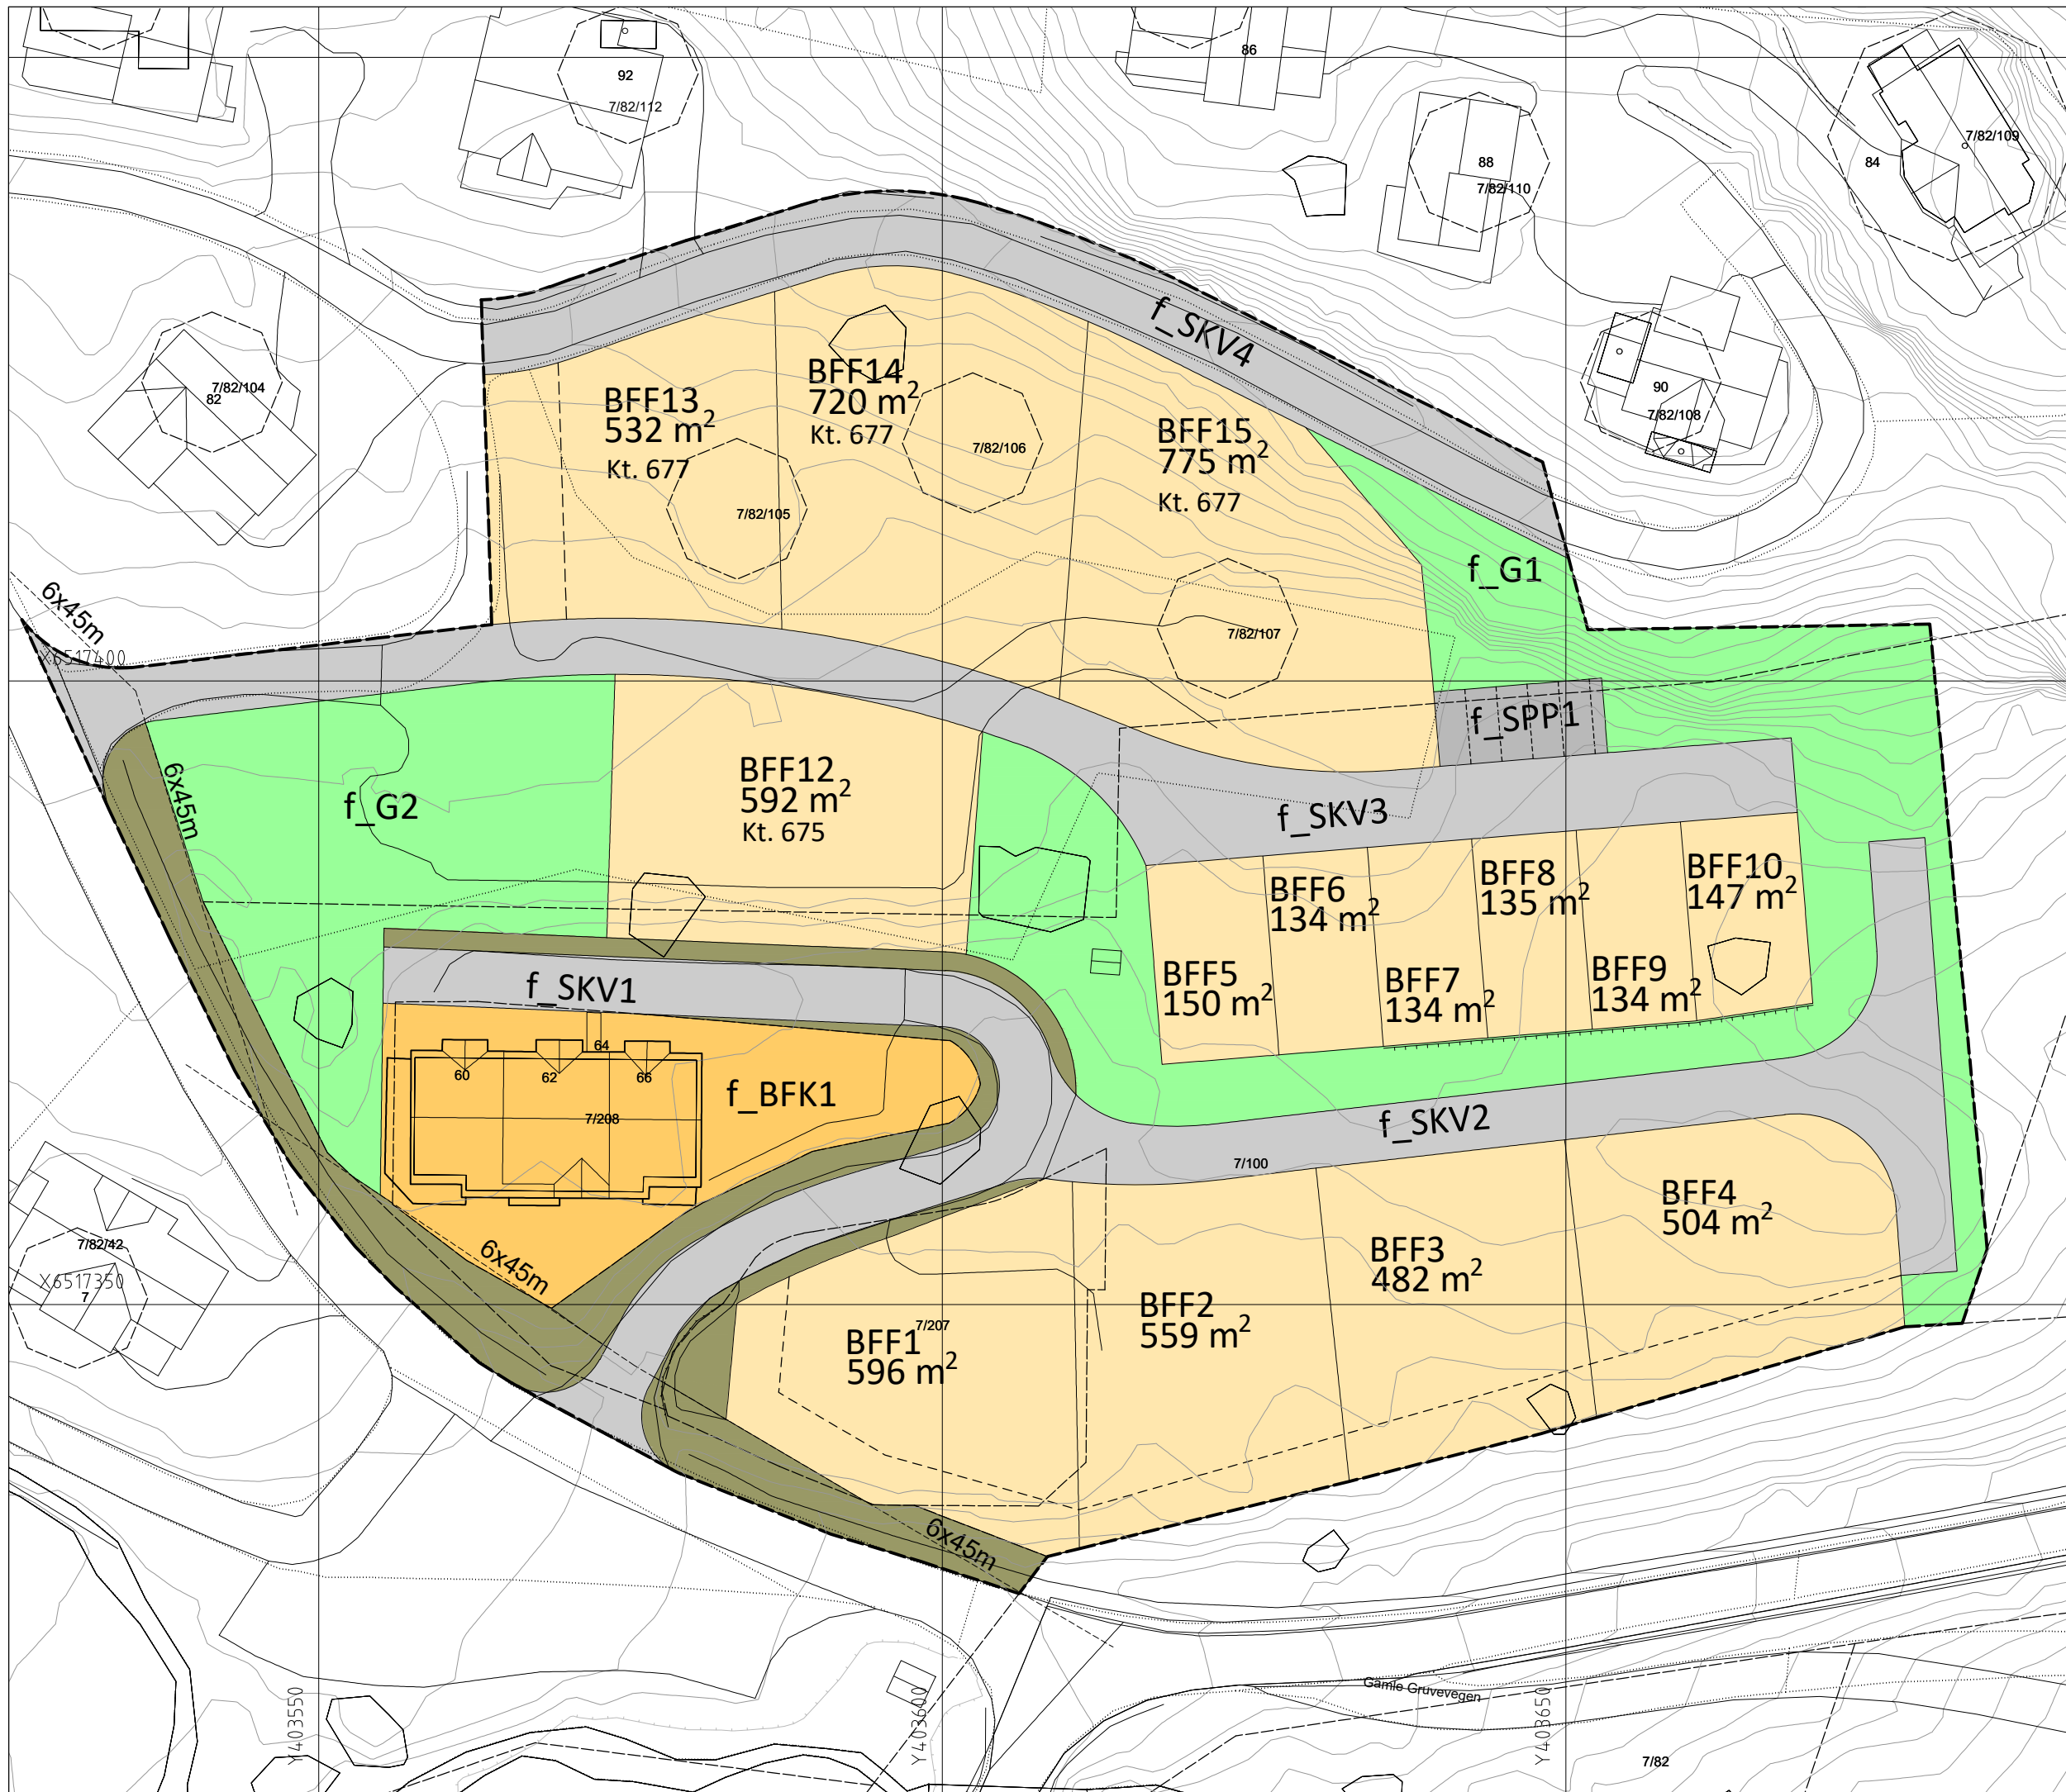 86
92
7/82/112
7/82/109
84
88
7/82/110
f_SKV4
7/82/104
82
90
7/82/108
BFF13
532 m²
Kt. 677
BFF14
720 m²
Kt. 677
7/82/106
BFF15
775 m²
Kt. 677
7/82/105
f_G1
6x45m
X6517400
7/82/107
f_SPP1
6x45m
f_G2
BFF12
592 m²
Kt. 675
f_SKV3
BFF5
150 m²
BFF6
134 m²
BFF7
134 m²
BFF8
135 m²
BFF9
134 m²
BFF10
147 m²
f_SKV1
64
60
62
66
7/208
f_BFK1
f_SKV2
7/100
6x45m
7/82/42
X6517350
7
BFF1
7/207
596 m²
BFF2
559 m²
BFF3
482 m²
BFF4
504 m²
6x45m
Gamle Gruvevegen
Y403550
Y403600
Y403650
7/82